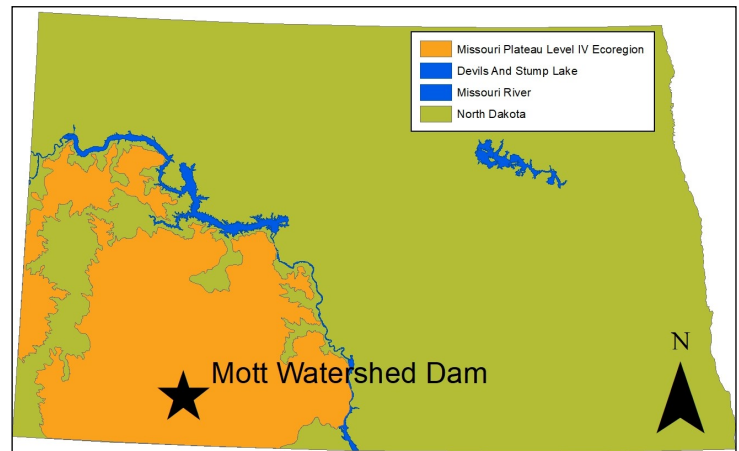 Missouri Plateau Level IV Ecoregion
Devils And Stump Lake
Missouri River
North Dakota
N
Mott Watershed Dam